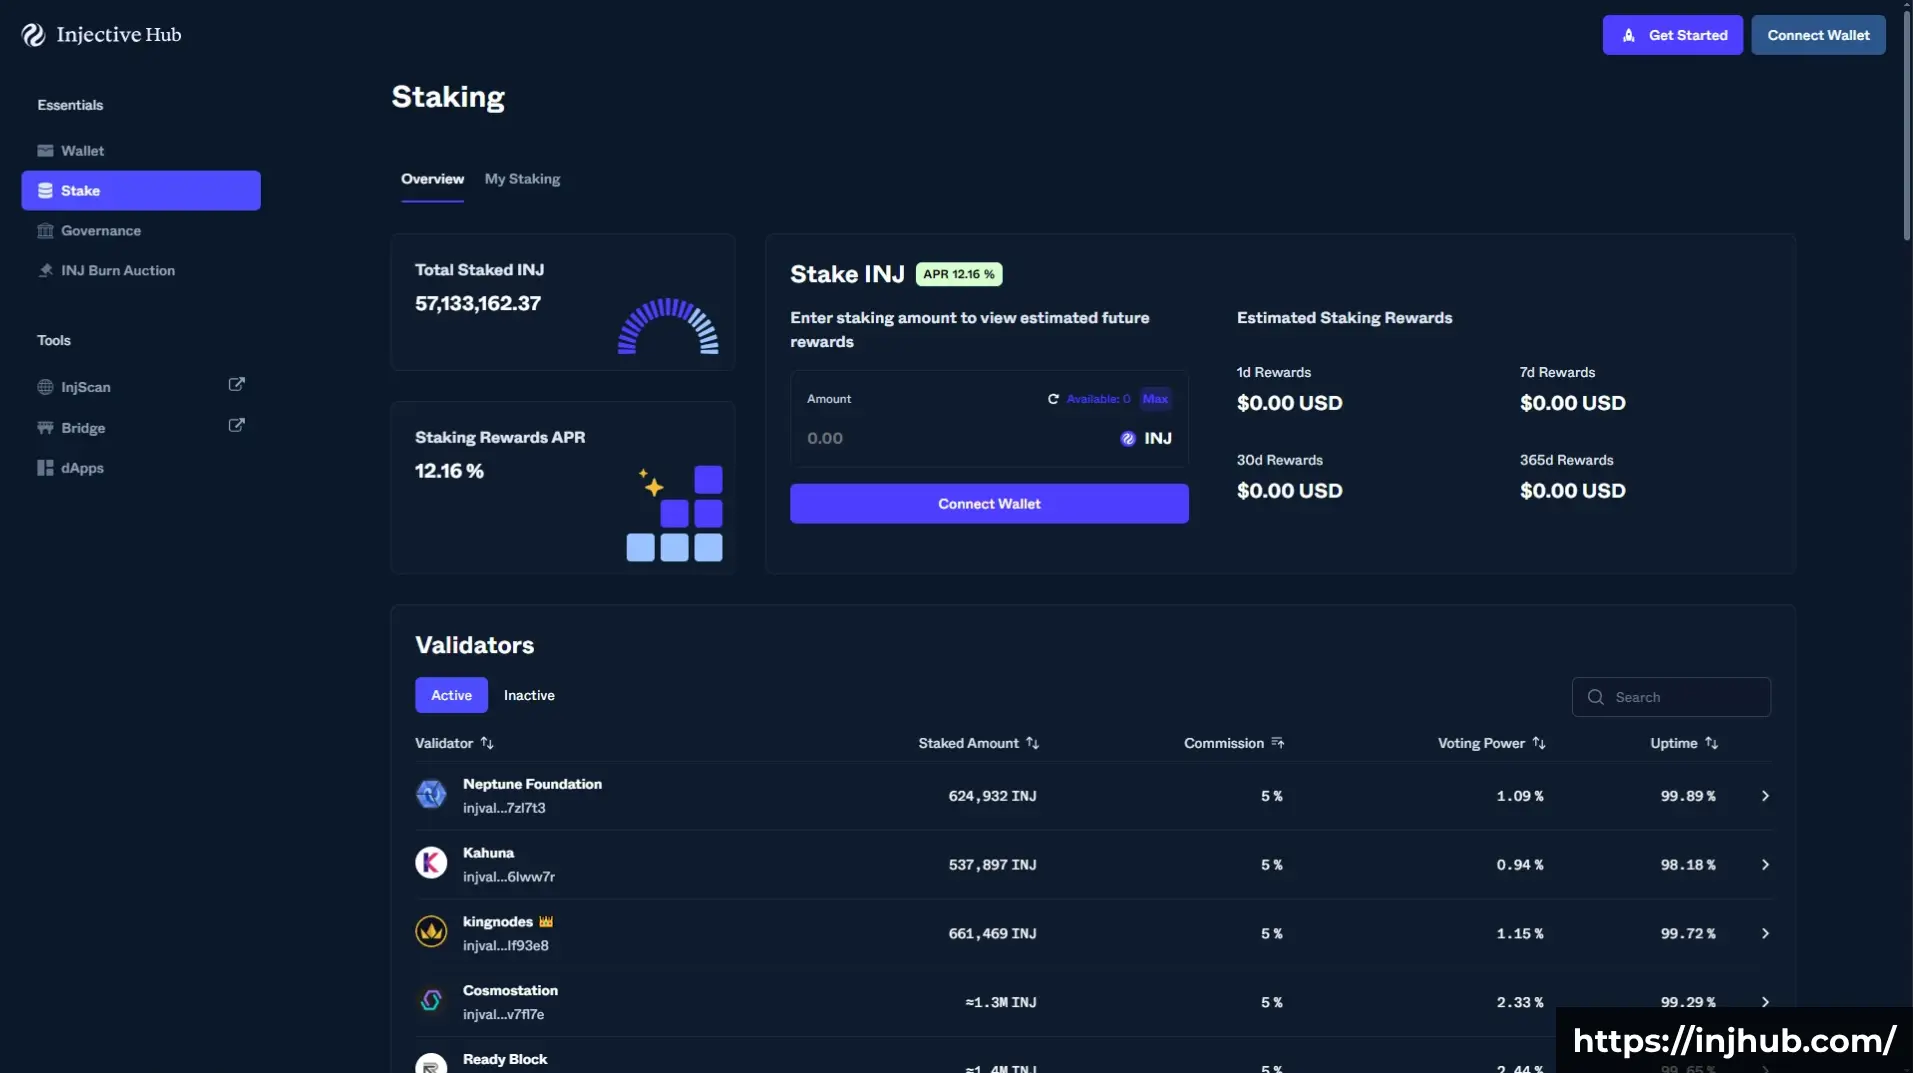 Injective Hub
Get Started
Connect Wallet
Essentials
Wallet
Stake
Governance
INJ Burn Auction
Tools
InjScan
Bridge
dApps
Staking
Overview My Staking
Total Staked INJ
57,133,162.37
Staking Rewards APR
12.16 %
Stake INJ APR 12.16 %
Enter staking amount to view estimated future
rewards
Amount Available: 0 Max
0.00 INJ
Connect Wallet
Estimated Staking Rewards
1d Rewards 7d Rewards
$0.00 USD $0.00 USD
30d Rewards 365d Rewards
$0.00 USD $0.00 USD
Validators
Active Inactive Search
Validator Staked Amount Commission Voting Power Uptime
Neptune Foundation
injval...7zl7t3 624,932 INJ 5 % 1.09 % 99.89 %
Kahuna
injval...6lww7r 537,897 INJ 5 % 0.94 % 98.18 %
kingnodes
injval...lf93e8 661,469 INJ 5 % 1.15 % 99.72 %
Cosmostation
injval...v7fl7e ≈1.3M INJ 5 % 2.33 % 99.29 %
Ready Block
≈1.4M INJ 5 % 2.44 % 99.65 %
https://injhub.com/